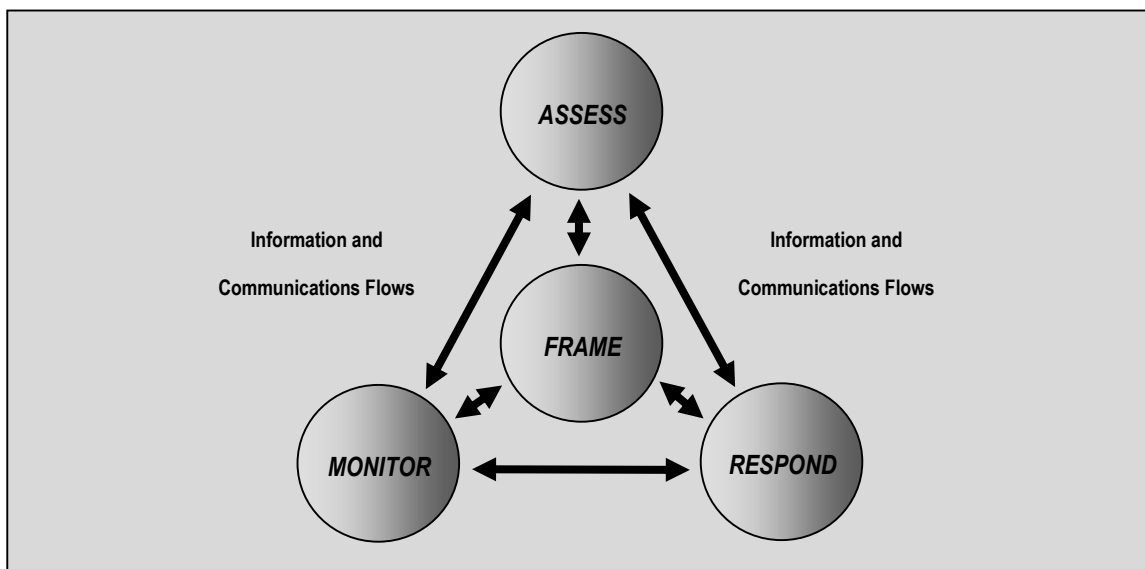 ASSESS
Information and
Communications Flows
Information and
Communications Flows
FRAME
MONITOR
RESPOND